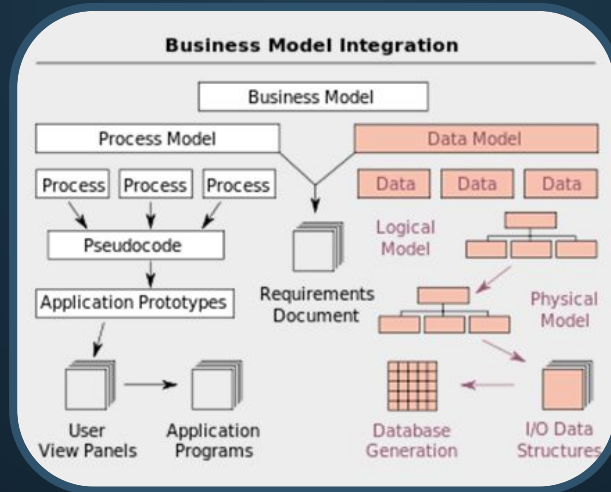 Business Model Integration
Business Model
Process Model
Data Model
Process
Process
Process
Data
Data
Data
Pseudocode
Logical
Model
Application Prototypes
Requirements
Document
Physical
Model
User
View Panels
Application
Programs
Database
Generation
I/O Data
Structures